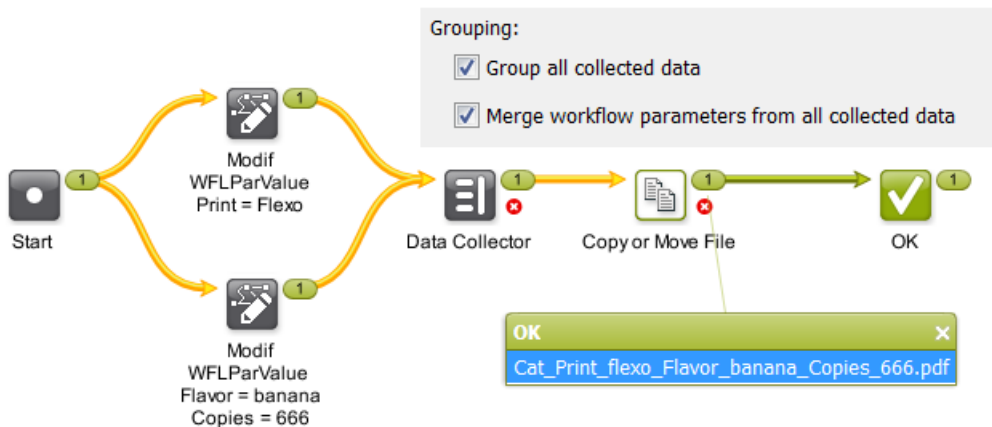 Grouping:
Group all collected data
Merge workflow parameters from all collected data
1
Modif
WFLParValue
Print = Flexo
1
Start
1
Data Collector
1
Copy or Move File
1
OK
1
Modif
WFLParValue
Flavor = banana
Copies = 666
OK
Cat_Print_flexo_Flavor_banana_Copies_666.pdf